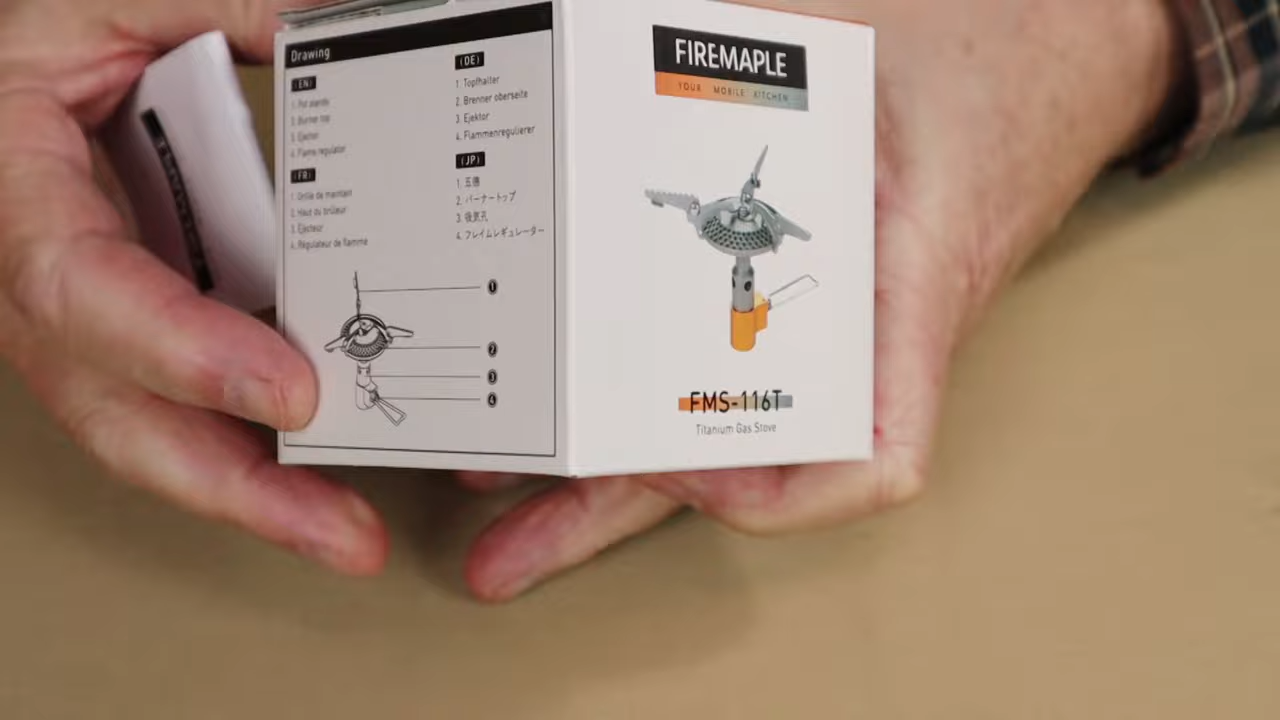 Drawing
(EN)
1. Pot stands
2. Burner top
3. Ejector
4. Flame regulator
(FR)
1. Grille de maintain
2. Haut du brûleur
3. Éjecteur
4. Régulateur de flamme
(DE)
1. Topfhalter
2. Brenner oberseite
3. Ejektor
4. Flammenregulierer
(JP)
1. 五徳
2. バーナートップ
3. 吸気孔
4. フレイムレギュレーター
1
2
3
4
FIREMAPLE
YOUR MOBILE KITCHEN
FMS-116T
Titanium Gas Stove